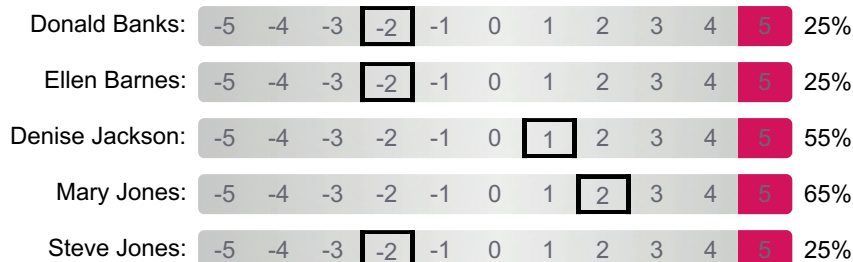 Donald Banks: -5 -4 -3 -2 -1 0 1 2 3 4 5 25%
Ellen Barnes: -5 -4 -3 -2 -1 0 1 2 3 4 5 25%
Denise Jackson: -5 -4 -3 -2 -1 0 1 2 3 4 5 55%
Mary Jones: -5 -4 -3 -2 -1 0 1 2 3 4 5 65%
Steve Jones: -5 -4 -3 -2 -1 0 1 2 3 4 5 25%